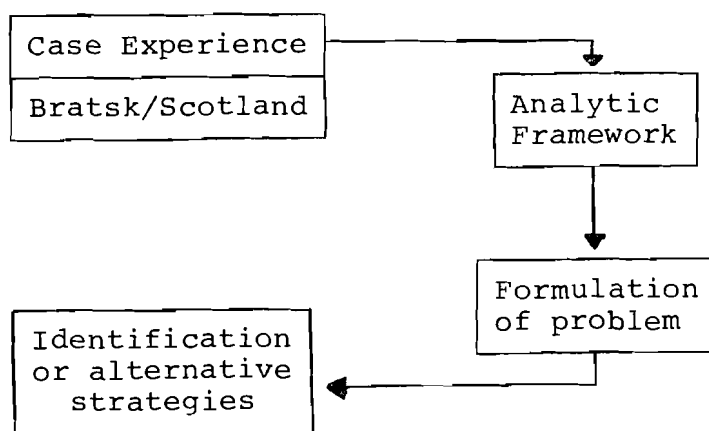 Case Experience
Bratsk/Scotland
Analytic
Framework
Formulation
of problem
Identification
or alternative
strategies